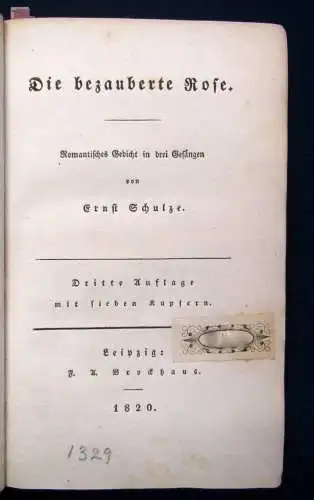 Die bezauberte Rose.
Romantisches Gedicht in drei Gesängen
von
Ernst Schulze.
Dritte Auflage
mit sieben Kupfern.
Leipzig:
F. A. Brockhaus.
1820.
1329